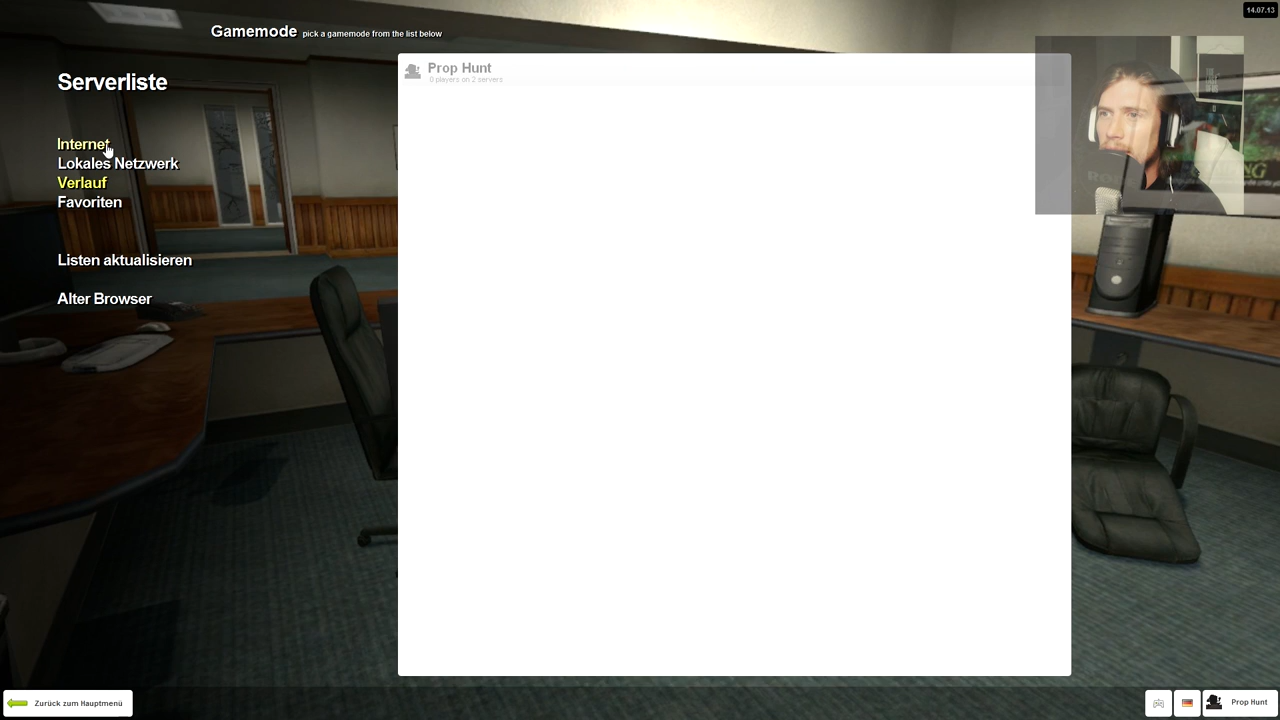 14.07.13
Gamemode pick a gamemode from the list below
Serverliste
Prop Hunt
0 players on 2 servers
Internet
Lokales Netzwerk
Verlauf
Favoriten
Listen aktualisieren
Alter Browser
Zurück zum Hauptmenü
Prop Hunt